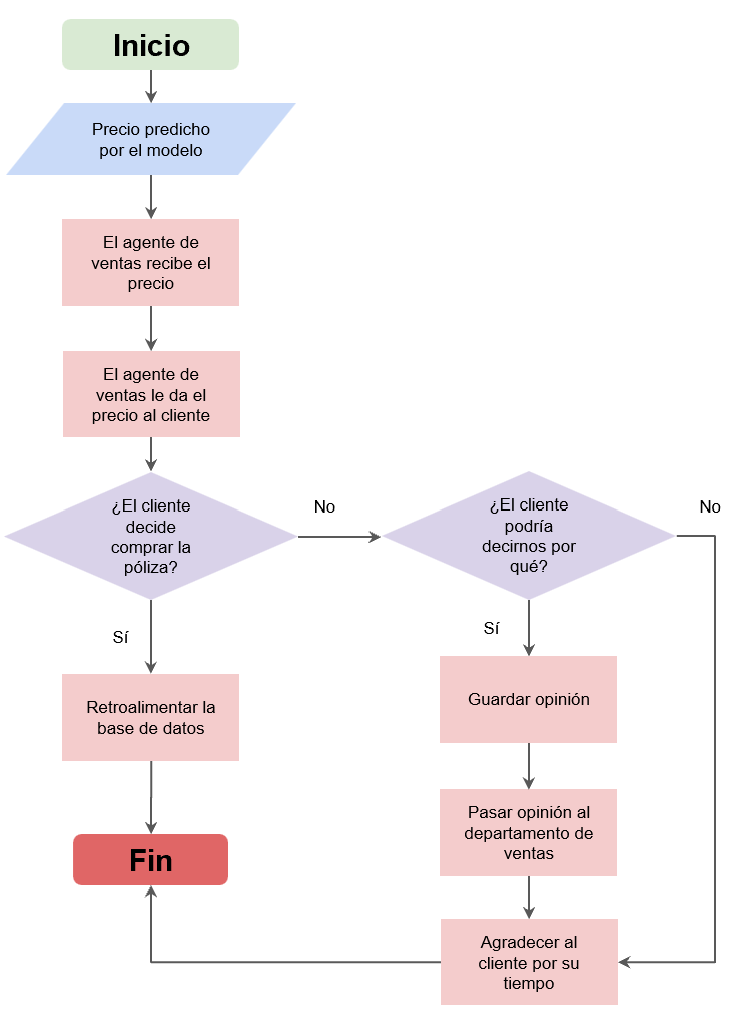 Inicio
Precio predicho
por el modelo
El agente de
ventas recibe el
precio
El agente de
ventas le da el
precio al cliente
¿El cliente
decide
comprar la
póliza?
No
¿El cliente
podría
decirnos por
qué?
No
Sí
Sí
Retroalimentar la
base de datos
Guardar opinión
Pasar opinión al
departamento de
ventas
Fin
Agradecer al
cliente por su
tiempo